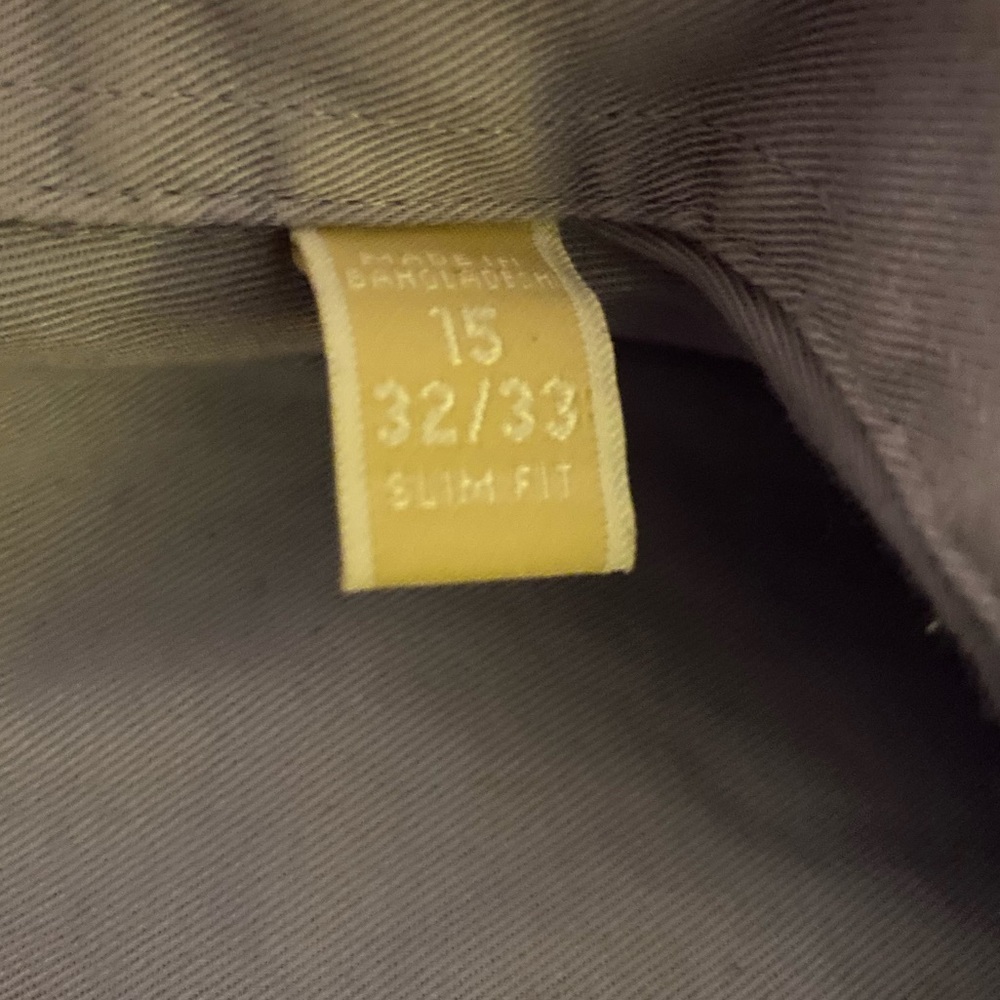 MADE IN
BANGLADESH
15
32/33
SLIM FIT